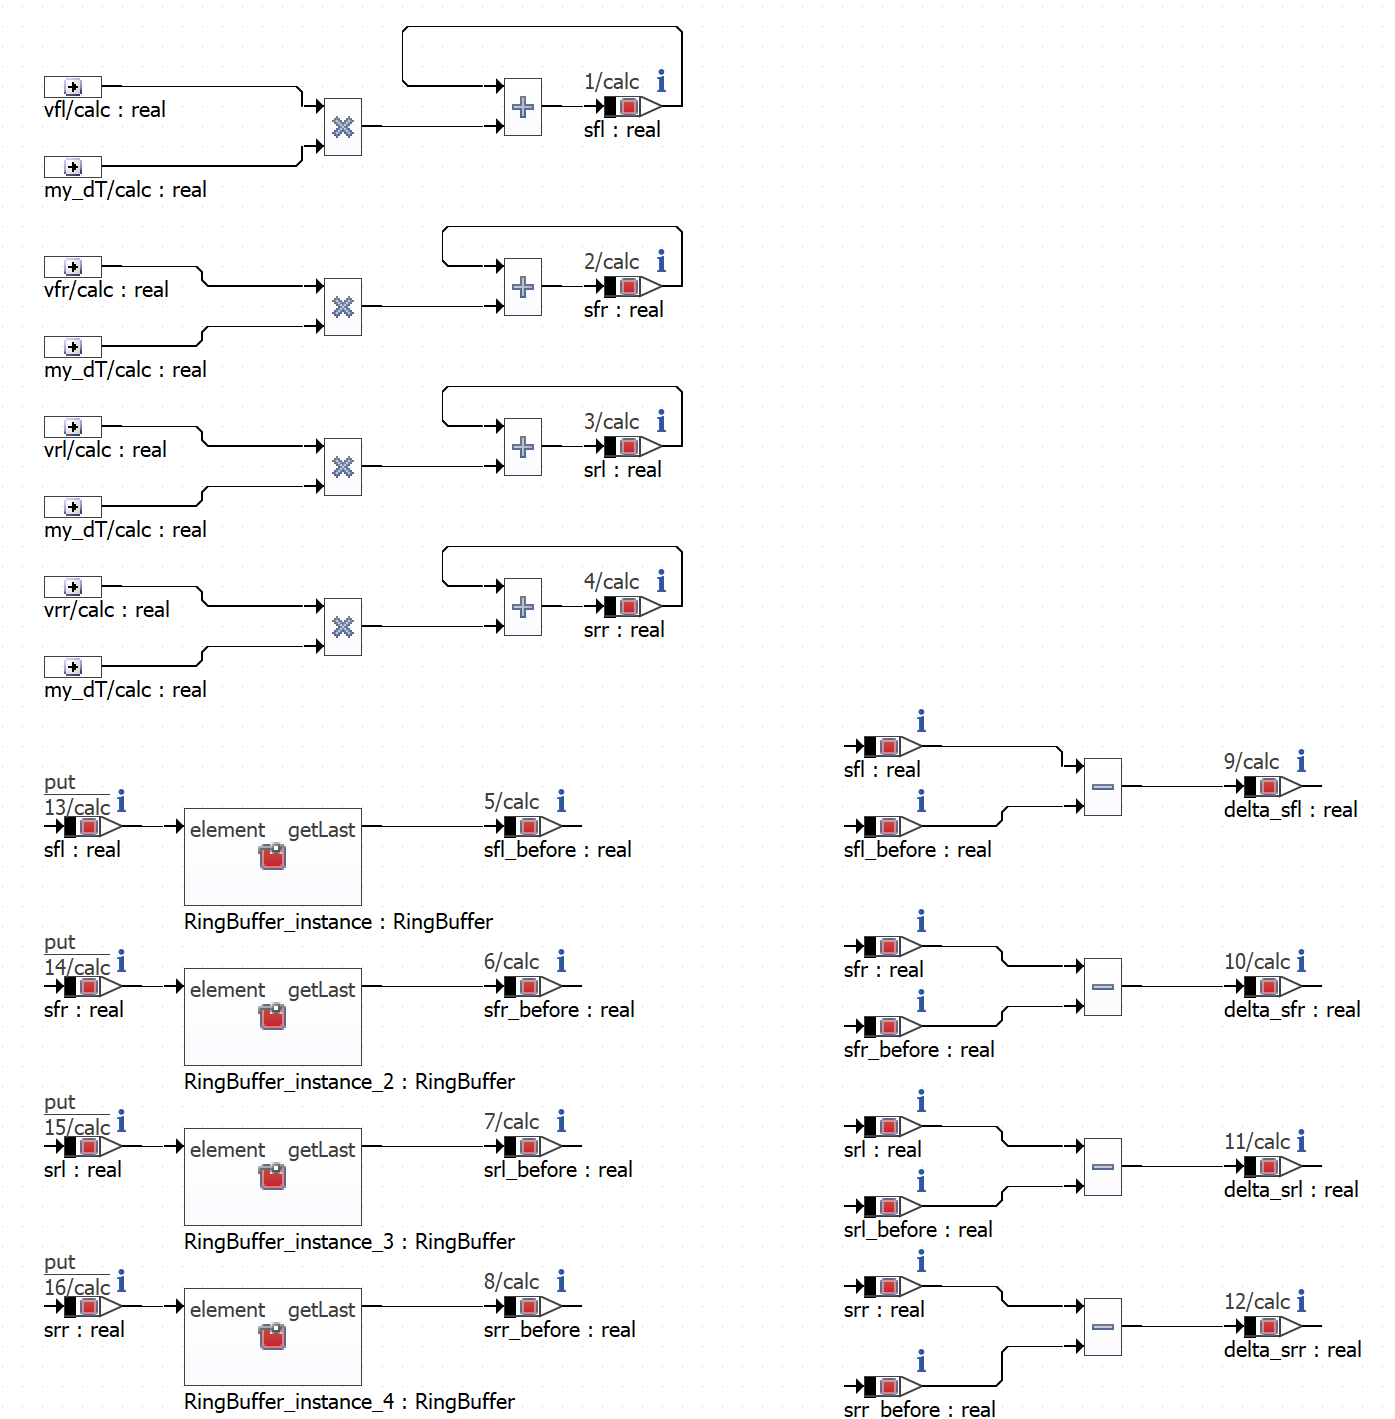 1/calc
vfl/calc : real
sfl : real
my_dT/calc : real
2/calc
vfr/calc : real
sfr : real
my_dT/calc : real
3/calc
vrl/calc : real
srl : real
my_dT/calc : real
4/calc
vrr/calc : real
srr : real
my_dT/calc : real
put
13/calc
sfl : real
element getLast
RingBuffer_instance : RingBuffer
5/calc
sfl_before : real
put
14/calc
sfr : real
element getLast
RingBuffer_instance_2 : RingBuffer
6/calc
sfr_before : real
put
15/calc
srl : real
element getLast
RingBuffer_instance_3 : RingBuffer
7/calc
srl_before : real
put
16/calc
srr : real
element getLast
RingBuffer_instance_4 : RingBuffer
8/calc
srr_before : real
sfl : real
sfl_before : real
9/calc
delta_sfl : real
sfr : real
sfr_before : real
10/calc
delta_sfr : real
srl : real
srl_before : real
11/calc
delta_srl : real
srr : real
srr_before : real
12/calc
delta_srr : real